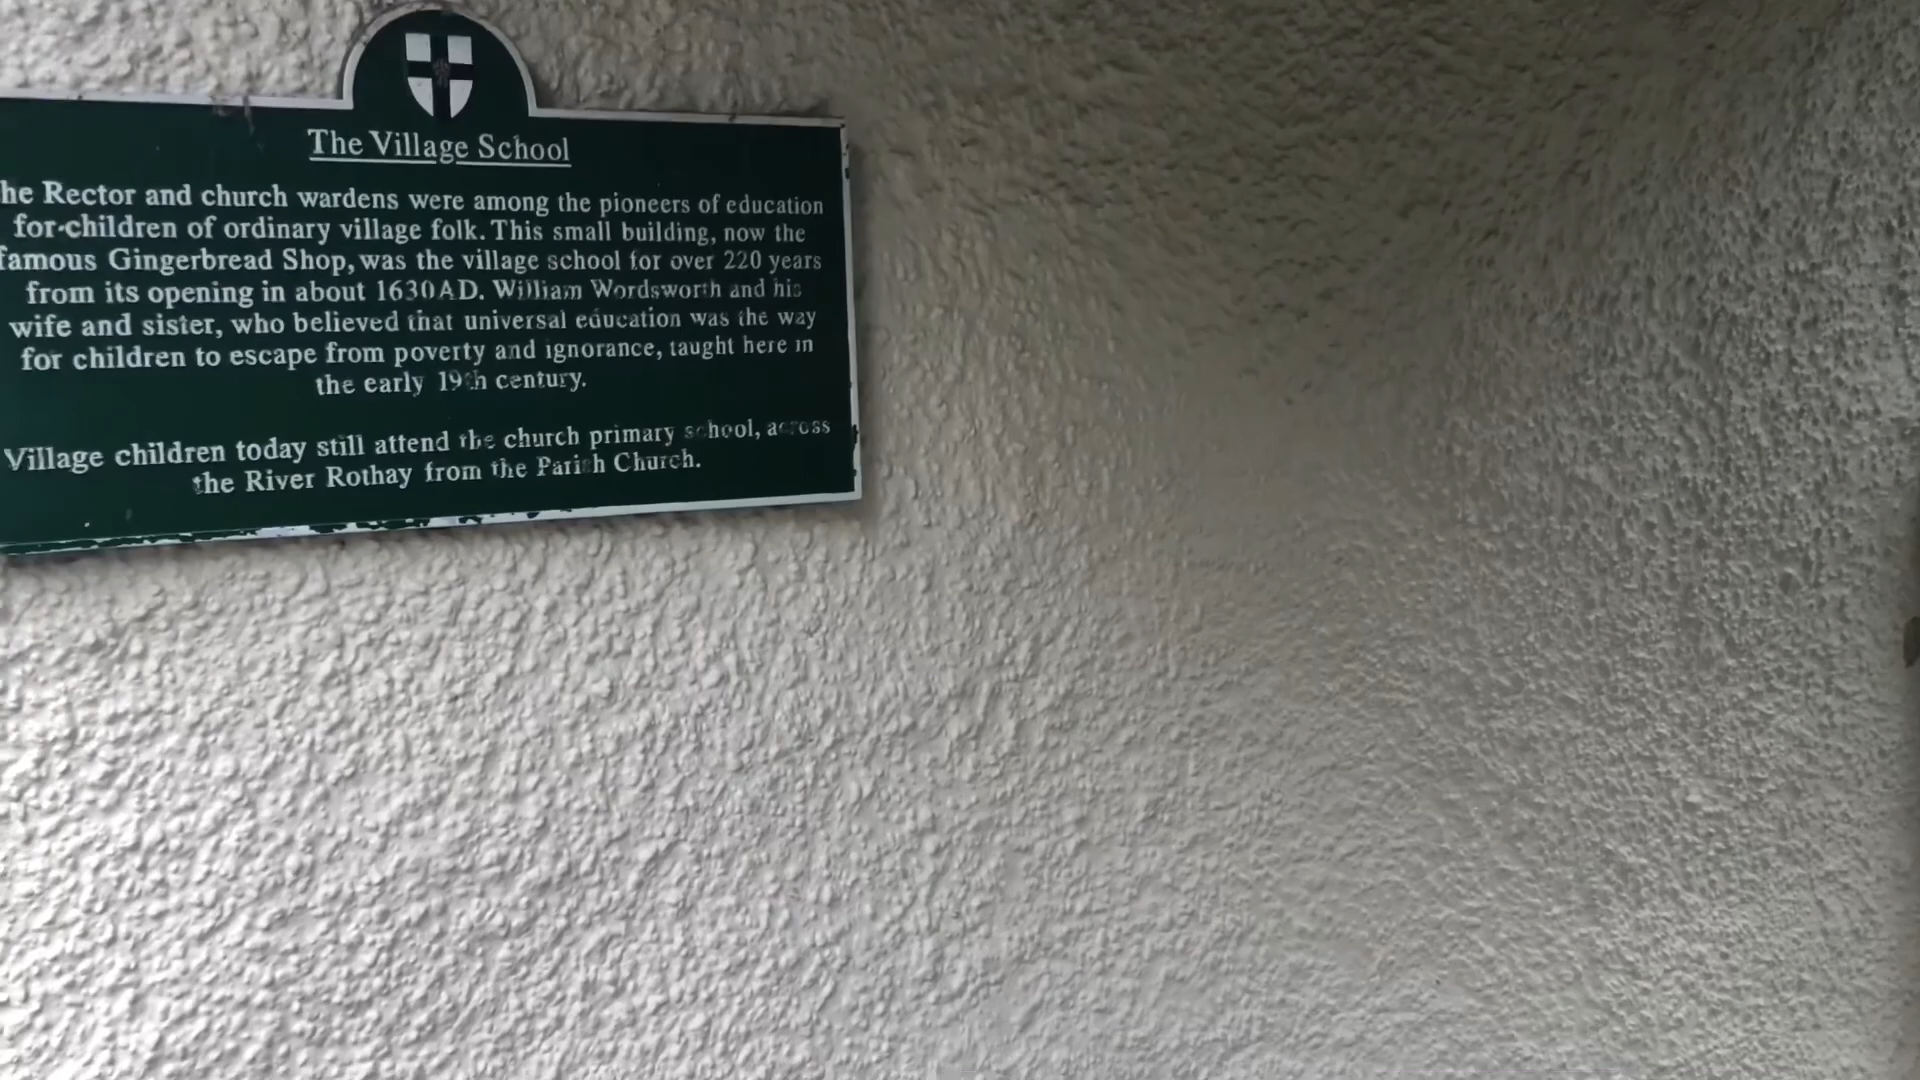 The Village School
he Rector and church wardens were among the pioneers of education
for children of ordinary village folk. This small building, now the
famous Gingerbread Shop, was the village school for over 220 years
from its opening in about 1630AD. William Wordsworth and his
wife and sister, who believed that universal education was the way
for children to escape from poverty and ignorance, taught here in
the early 19th century.
Village children today still attend the church primary school, across
the River Rothay from the Parish Church.